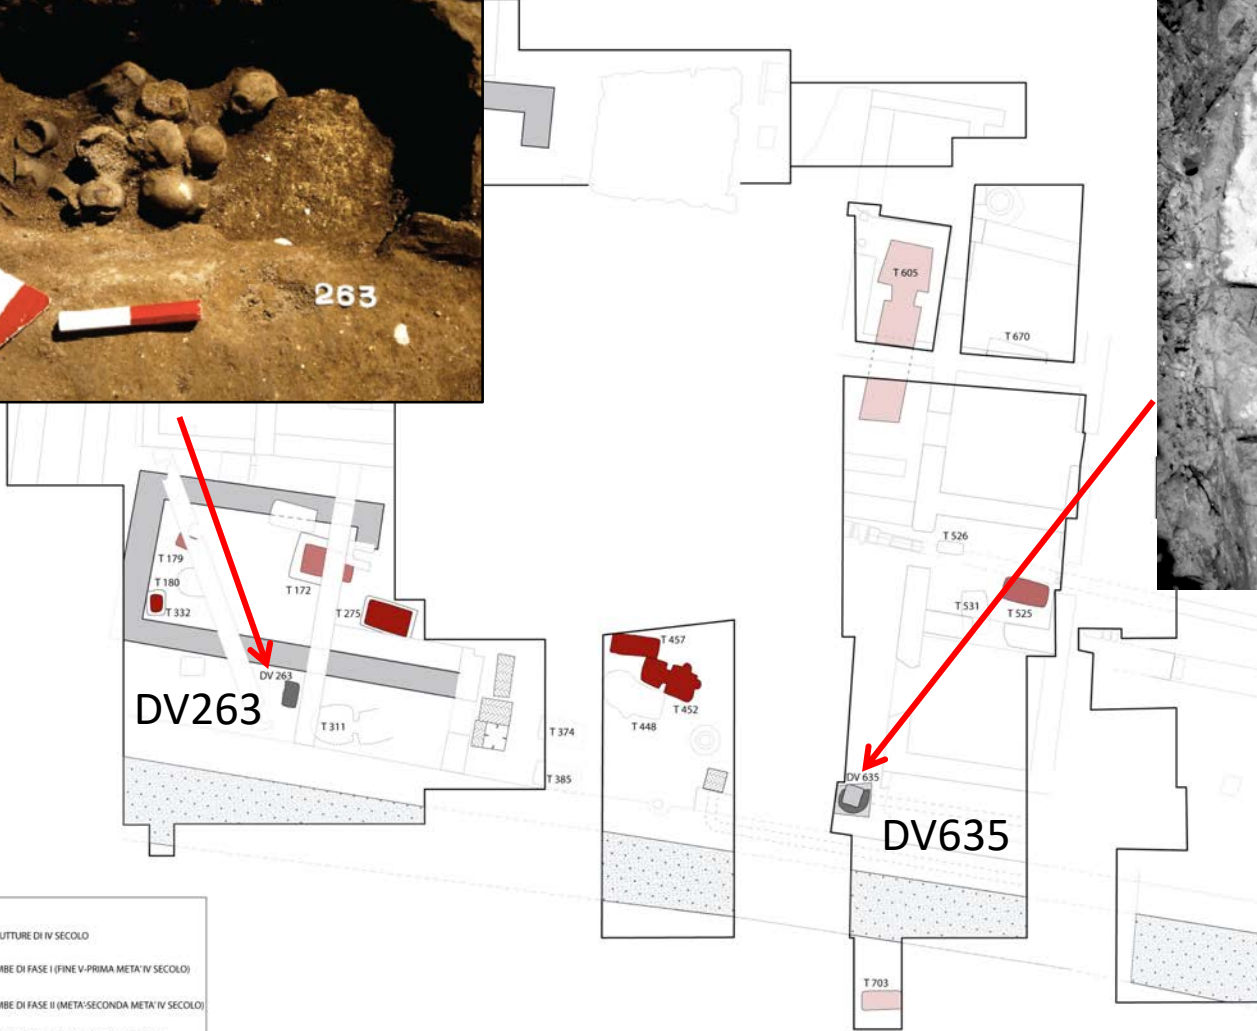 263
T 605
T 670
T 526
T 179
T 180
T 172
T 332
T 275
T 531
T 525
T 457
DV 263
DV263
T 452
T 311
T 448
T 374
T 385
DV 635
DV635
UTTURE DI IV SECOLO
MBE DI FASE I (FINE V-PRIMA META' IV SECOLO)
MBE DI FASE II (META'-SECONDA META' IV SECOLO)
T 703